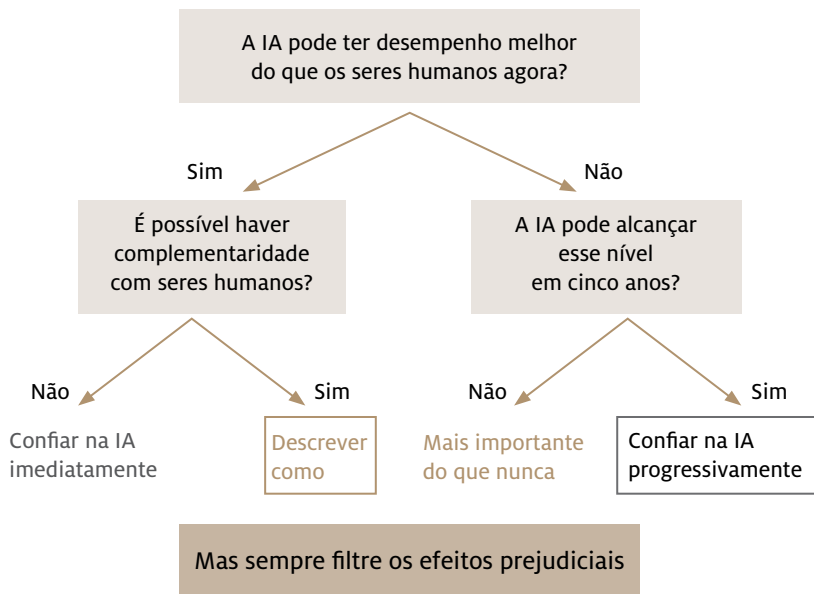 A IA pode ter desempenho melhor
do que os seres humanos agora?
Sim
Não
É possível haver
complementaridade
com seres humanos?
A IA pode alcançar
esse nível
em cinco anos?
Não
Sim
Não
Sim
Confiar na IA
imediatamente
Descrever
como
Mais importante
do que nunca
Confiar na IA
progressivamente
Mas sempre filtre os efeitos prejudiciais